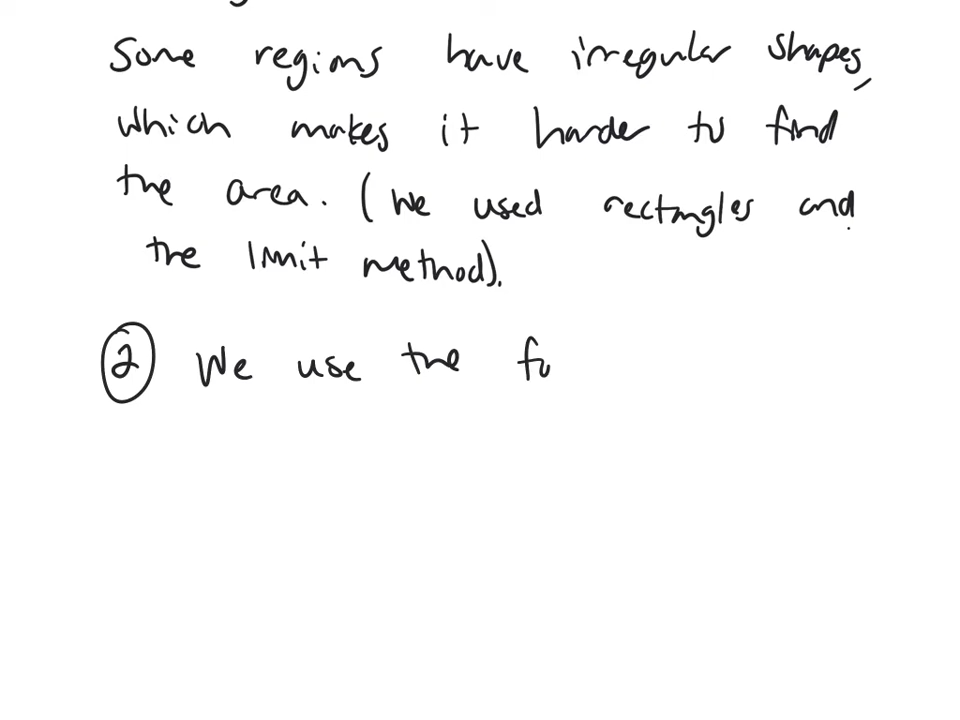 Some regions have irregular shapes,
which makes it harder to find
the area. (We used rectangles and
the limit method).
② We use the fo